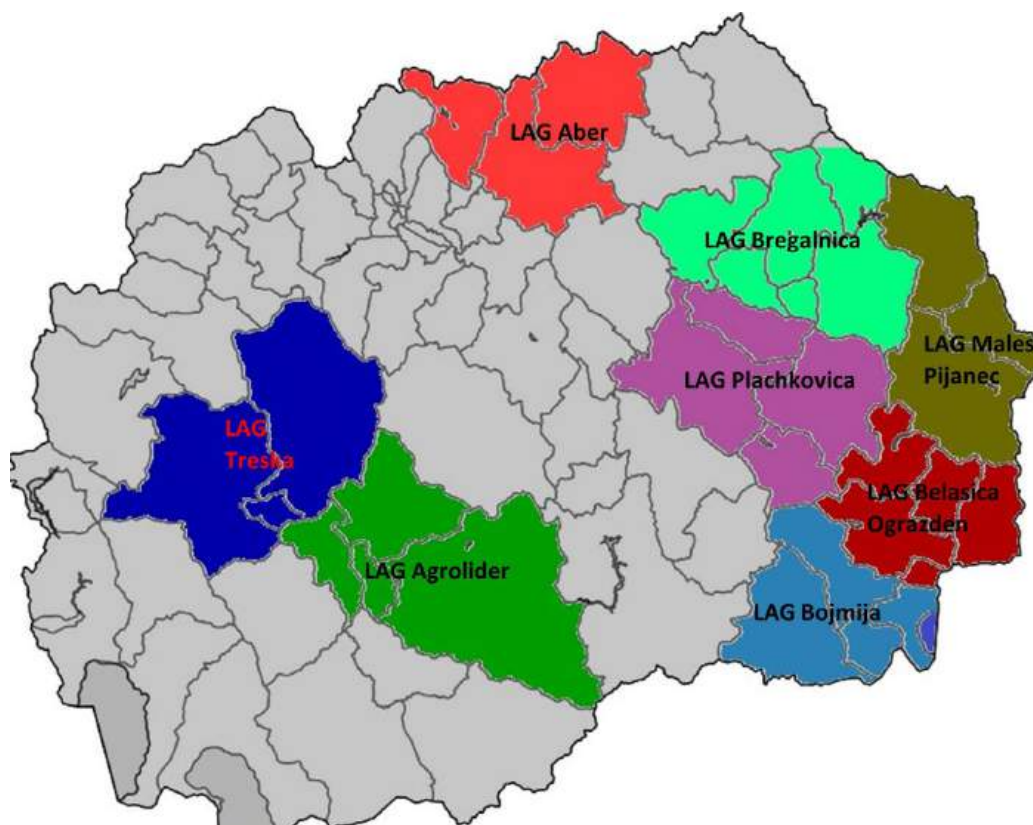 LAG Aber
LAG Bregalnica
LAG Males
Pijanec
LAG Plachkovica
LAG
Treska
LAG Belasica
Ograzden
LAG Agrolider
LAG Bojmija